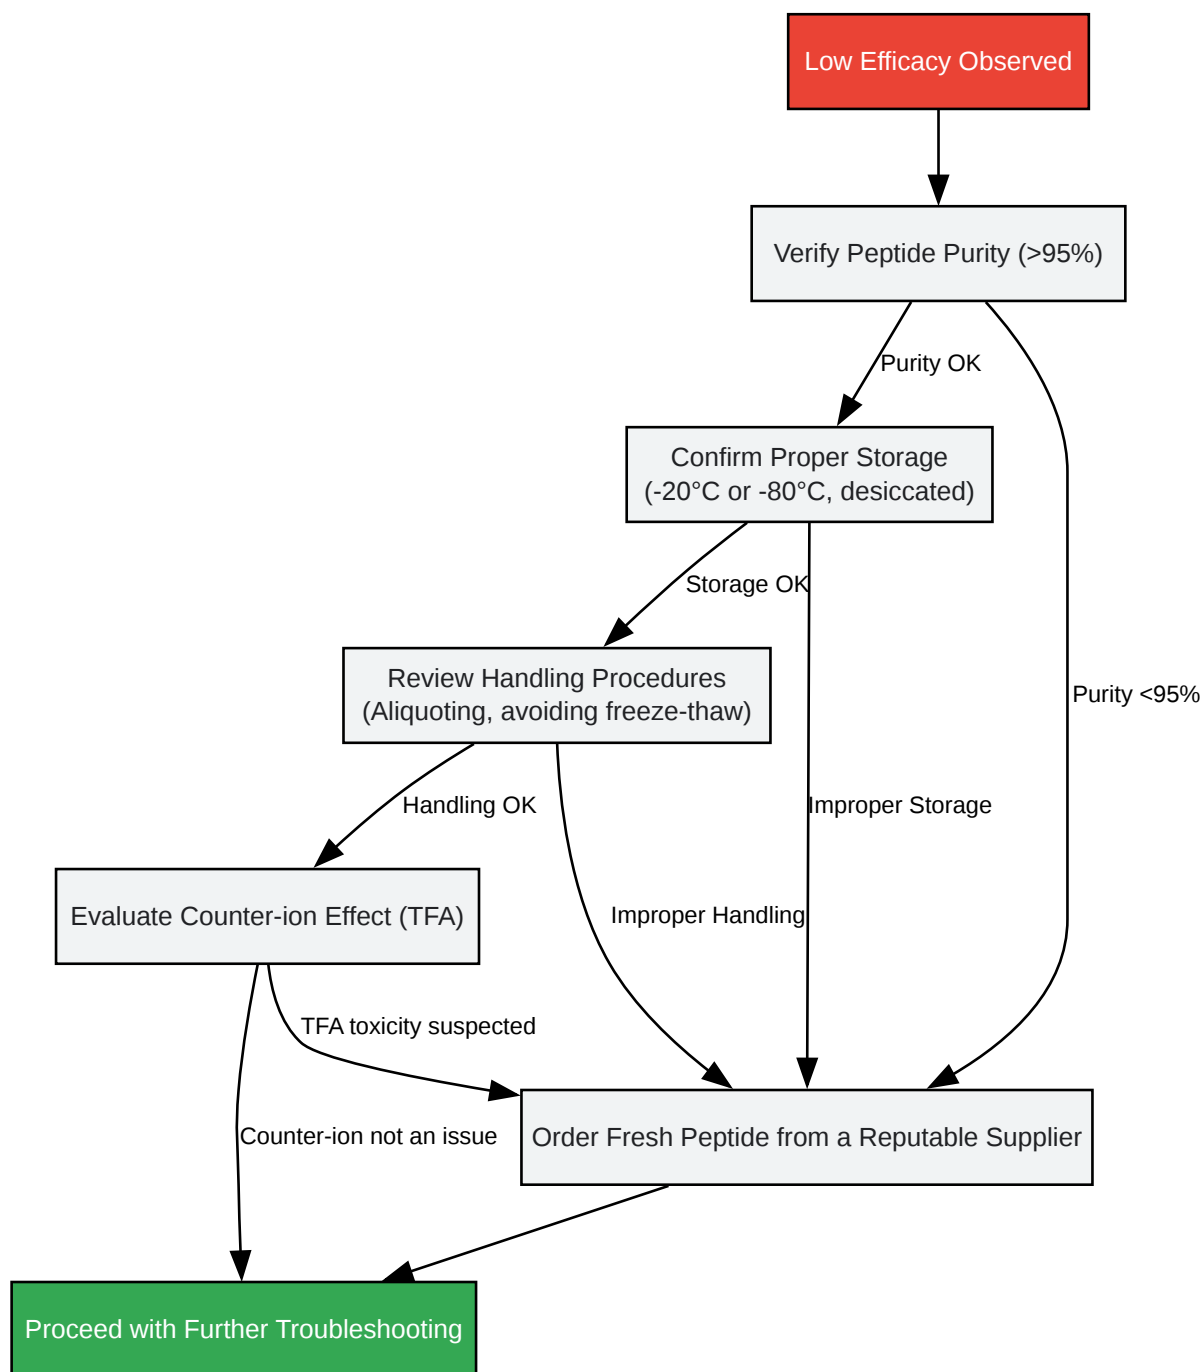 Low Efficacy Observed
Verify Peptide Purity (>95%)
Purity OK
Confirm Proper Storage
(-20°C or -80°C, desiccated)
Storage OK
Review Handling Procedures
(Aliquoting, avoiding freeze-thaw)
Purity <95%
Handling OK
Improper Storage
Evaluate Counter-ion Effect (TFA)
Improper Handling
TFA toxicity suspected
Counter-ion not an issue
Order Fresh Peptide from a Reputable Supplier
Proceed with Further Troubleshooting